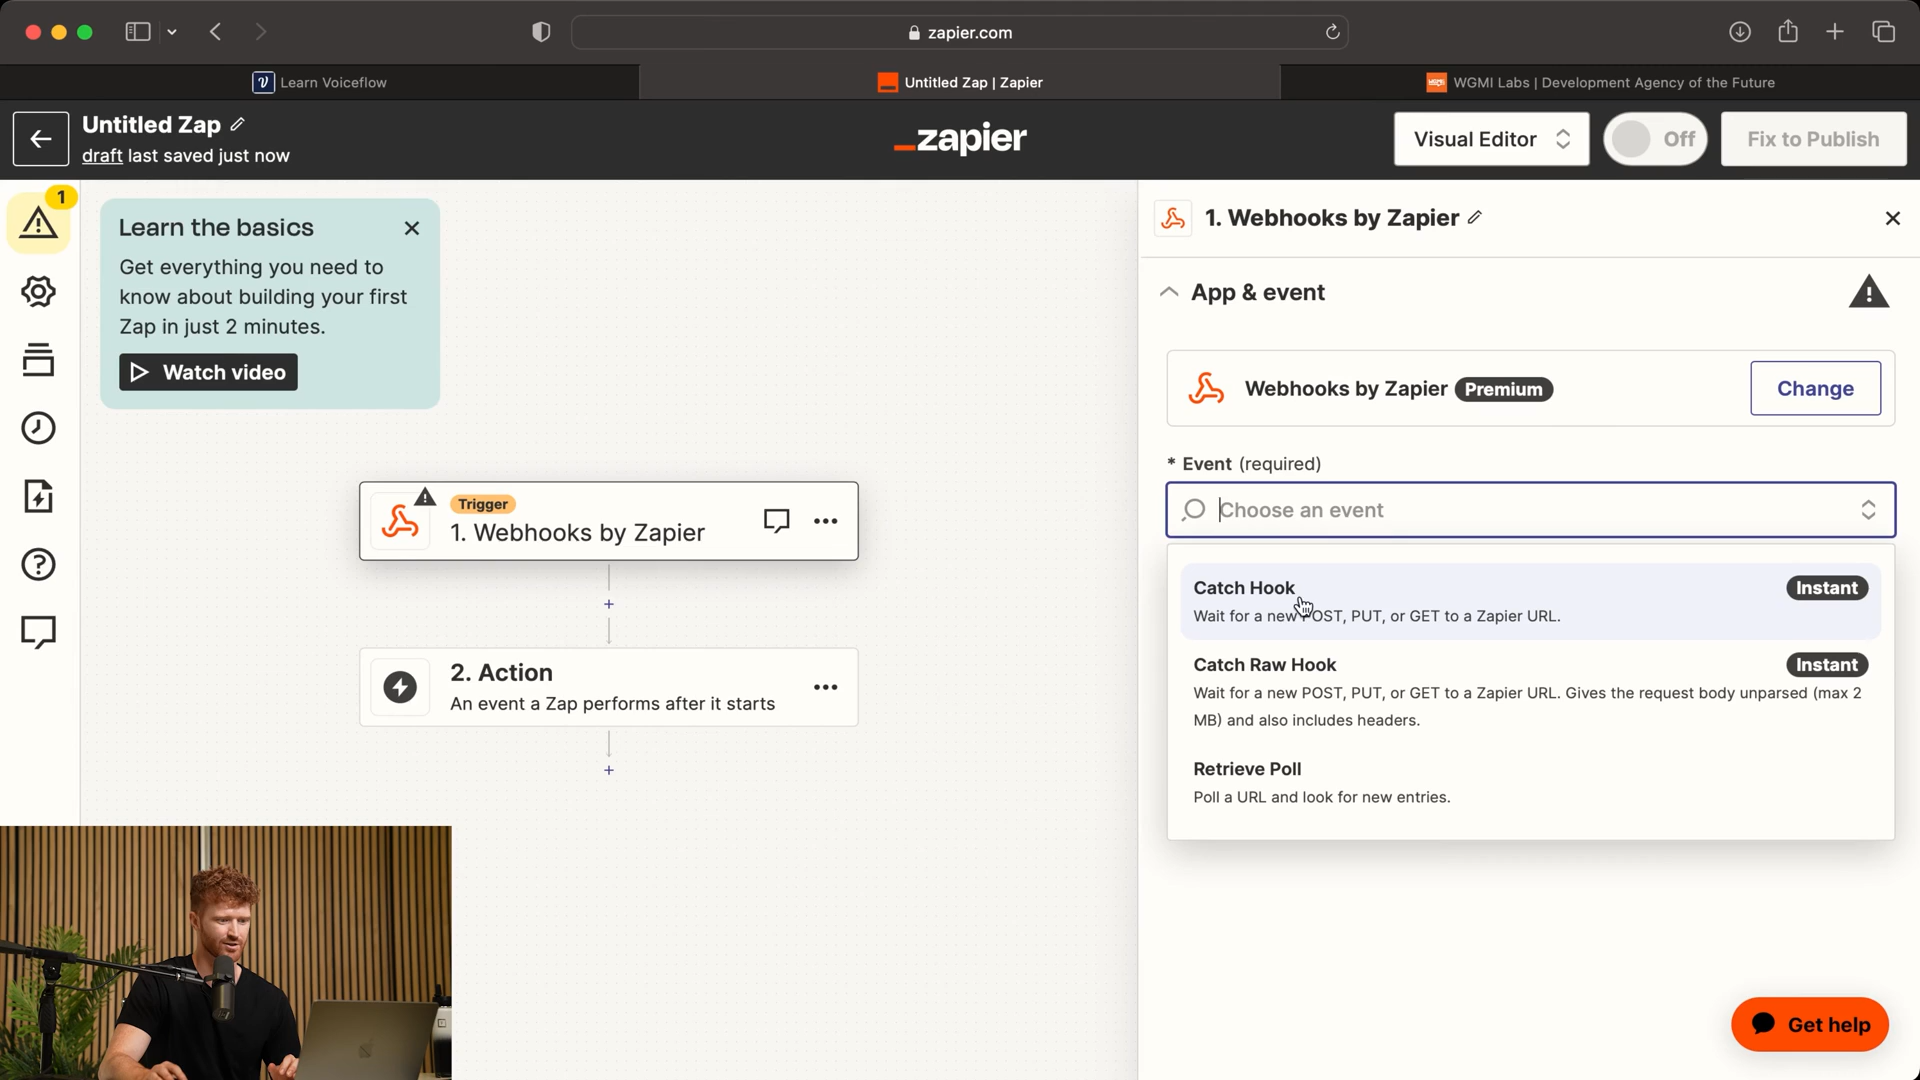 zapier.com
Learn Voiceflow
Untitled Zap | Zapier
WGMI Labs | Development Agency of the Future
Untitled Zap
draft last saved just now
_zapier
Visual Editor
Off
Fix to Publish
1
Learn the basics
Get everything you need to
know about building your first
Zap in just 2 minutes.
Watch video
Trigger
1. Webhooks by Zapier
2. Action
An event a Zap performs after it starts
1. Webhooks by Zapier
App & event
Webhooks by Zapier Premium
Change
* Event (required)
Choose an event
Catch Hook
Instant
Wait for a new POST, PUT, or GET to a Zapier URL.
Catch Raw Hook
Instant
Wait for a new POST, PUT, or GET to a Zapier URL. Gives the request body unparsed (max 2
MB) and also includes headers.
Retrieve Poll
Poll a URL and look for new entries.
Get help